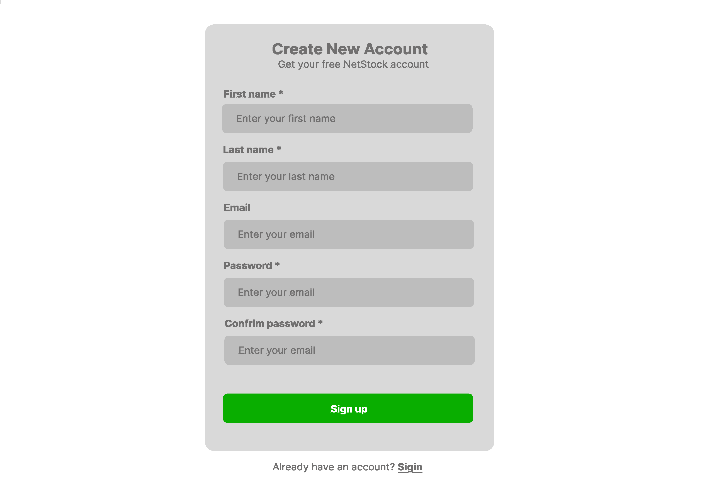 Create New Account
Get your free NetStock account
First name *
Enter your first name
Last name *
Enter your last name
Email
Enter your email
Password *
Enter your email
Confrim password *
Enter your email
Sign up
Already have an account? Sigin